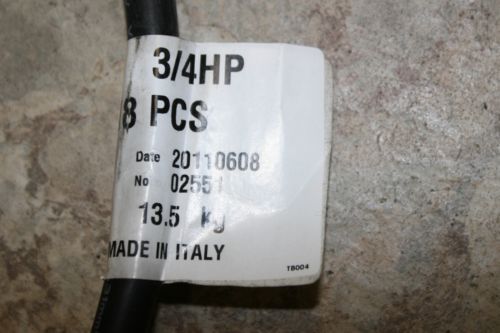 3/4HP
8 PCS
Date 20110608
No 02551
13.5 kg
MADE IN ITALY
TB004